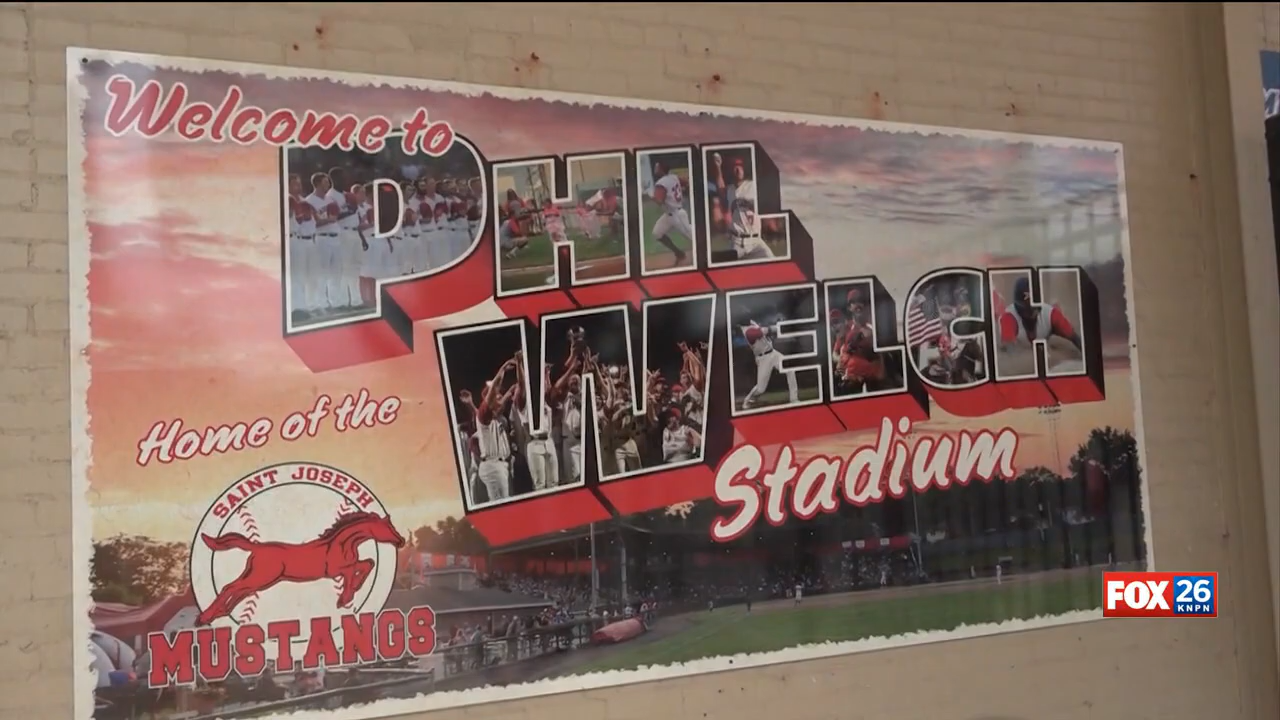 Welcome to
PHIL
WELCH
Stadium
Home of the
SAINT JOSEPH
MUSTANGS
FOX 26
KNPN